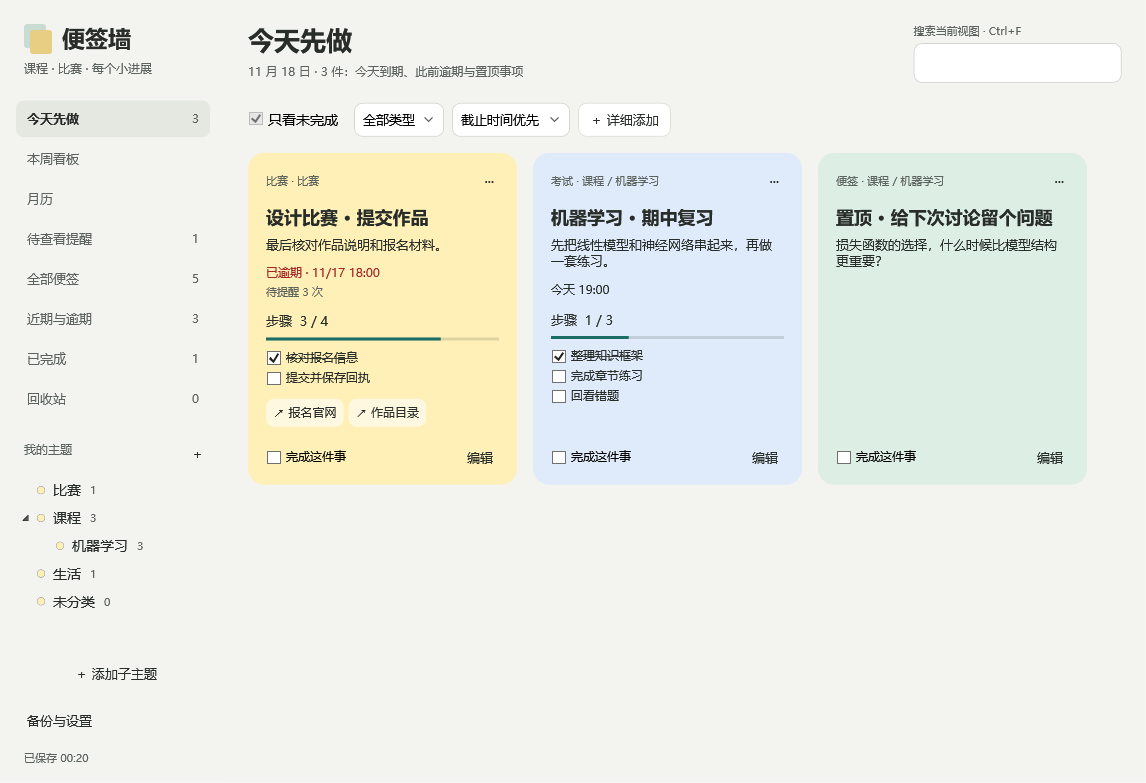 便签墙
课程 · 比赛 · 每个小进展
今天先做 3
本周看板
月历
待查看提醒 1
全部便签 5
近期与逾期 3
已完成 1
回收站 0
我的主题 +
比赛 1
课程 3
机器学习 3
生活 1
未分类 0
+ 添加子主题
备份与设置
已保存 00:20
今天先做
11 月 18 日 · 3 件：今天到期、此前逾期与置顶事项
搜索当前视图 · Ctrl+F
只看未完成 全部类型 截止时间优先 + 详细添加
比赛 · 比赛 ···
设计比赛 · 提交作品
最后核对作品说明和报名材料。
已逾期 · 11/17 18:00
待提醒 3 次
步骤 3 / 4
核对报名信息
提交并保存回执
↗ 报名官网 ↗ 作品目录
完成这件事 编辑
考试 · 课程 / 机器学习 ···
机器学习 · 期中复习
先把线性模型和神经网络串起来，再做
一套练习。
今天 19:00
步骤 1 / 3
整理知识框架
完成章节练习
回看错题
完成这件事 编辑
便签 · 课程 / 机器学习 ···
置顶 · 给下次讨论留个问题
损失函数的选择，什么时候比模型结构
更重要？
完成这件事 编辑